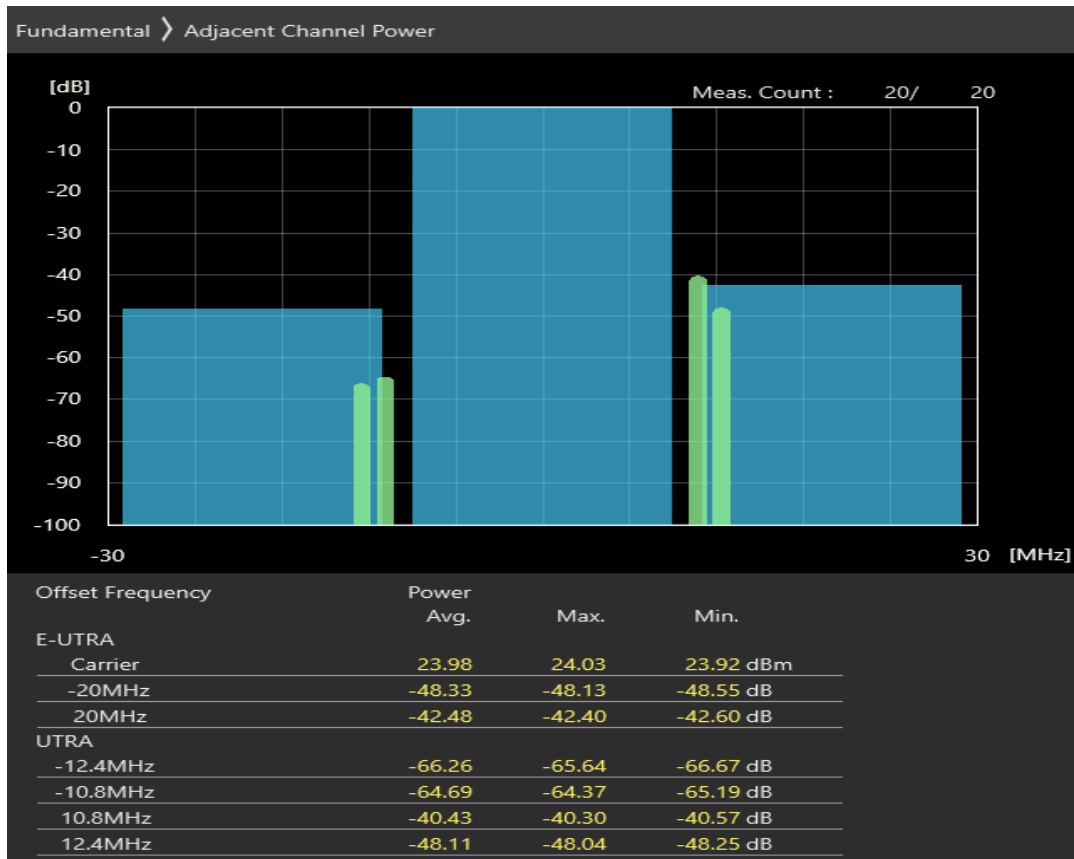 Fundamental 》 Adjacent Channel Power
[dB]
Meas. Count : 20/ 20
0
-10
-20
-30
-40
-50
-60
-70
-80
-90
-100
-30 30 [MHz]
Offset Frequency Power
Avg. Max. Min.
E-UTRA
Carrier 23.98 24.03 23.92 dBm
-20MHz -48.33 -48.13 -48.55 dB
20MHz -42.48 -42.40 -42.60 dB
UTRA
-12.4MHz -66.26 -65.64 -66.67 dB
-10.8MHz -64.69 -64.37 -65.19 dB
10.8MHz -40.43 -40.30 -40.57 dB
12.4MHz -48.11 -48.04 -48.25 dB